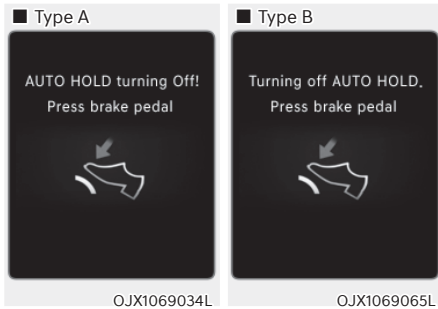 ■ Type A
AUTO HOLD turning Off!
Press brake pedal
OJX1069034L
■ Type B
Turning off AUTO HOLD.
Press brake pedal
OJX1069065L